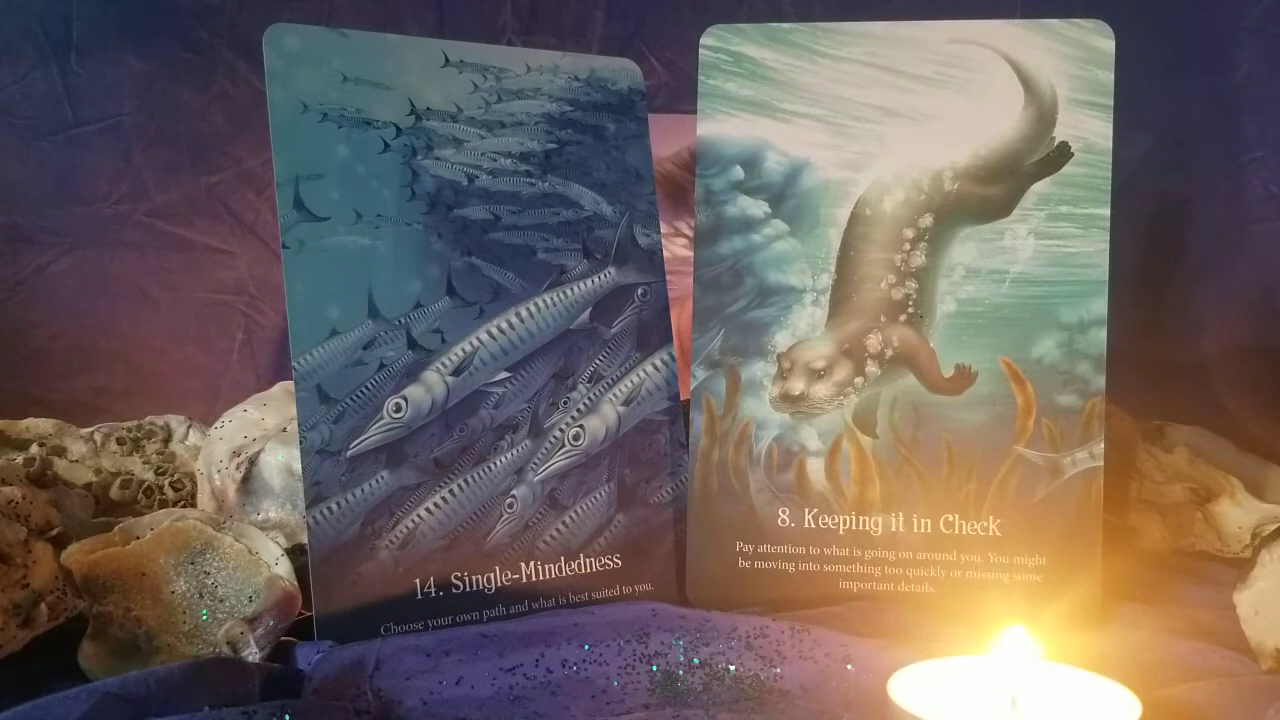 14. Single-Mindedness
Choose your own path and what is best suited to you.
8. Keeping it in Check
Pay attention to what is going on around you. You might
be moving into something too quickly or missing some
important details.